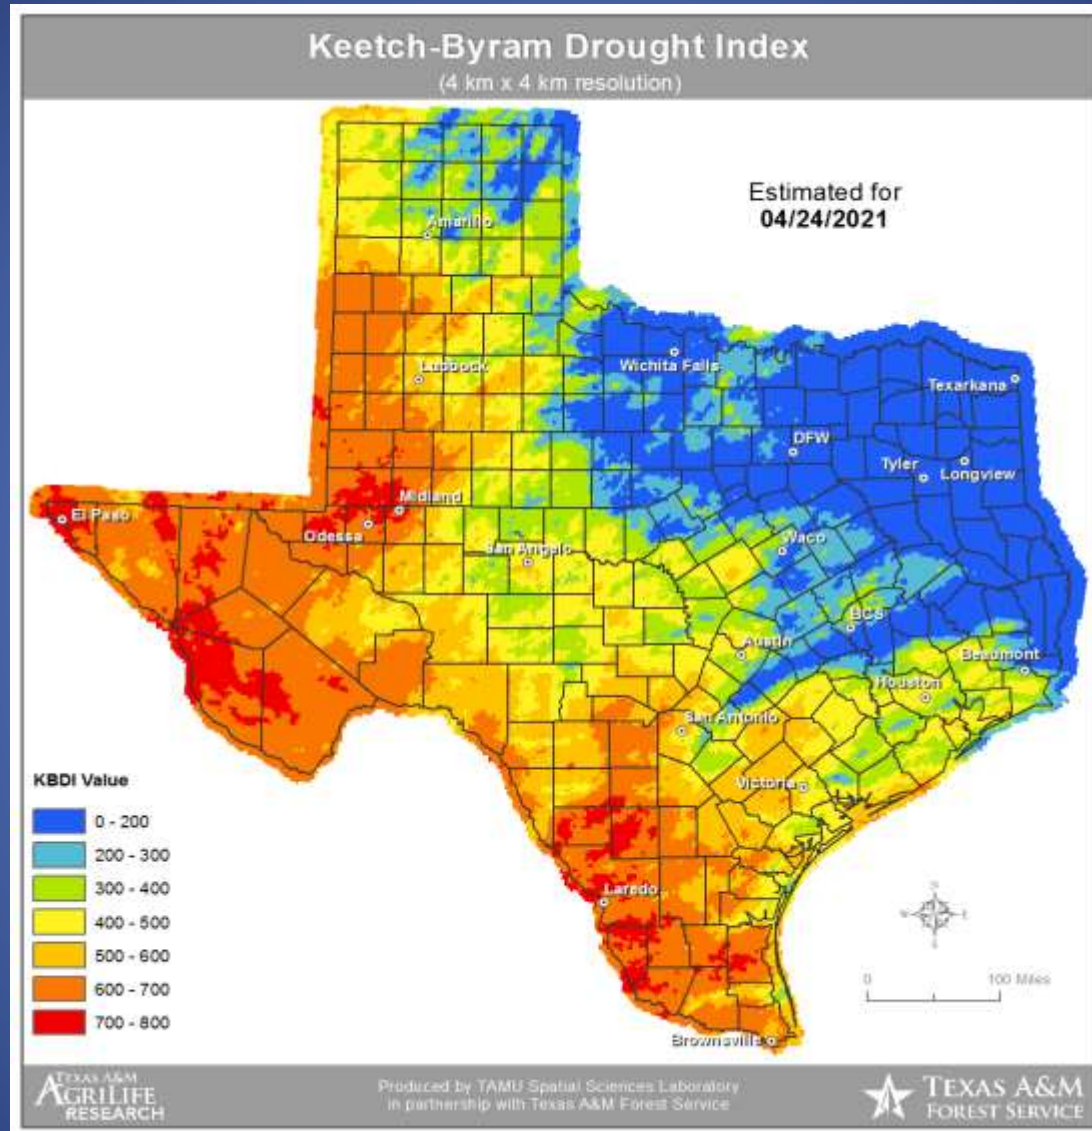 Keetch-Byram Drought Index
(4 km x 4 km resolution)
Estimated for
04/24/2021
Amarillo
Lubbock
Wichita Falls
Texarkana
DFW
Tyler
Longview
Midland
El Paso
Odessa
San Angelo
Waco
BCS
Austin
Beaumont
Houston
San Antonio
Victoria
KBDI Value
0 - 200
200 - 300
300 - 400
400 - 500
500 - 600
600 - 700
700 - 800
Laredo
Brownsville
0 100 Miles
TEXAS A&M
AGRILIFE
RESEARCH
Produced by TAMU Spatial Sciences Laboratory
in partnership with Texas A&M Forest Service
TEXAS A&M
FOREST SERVICE